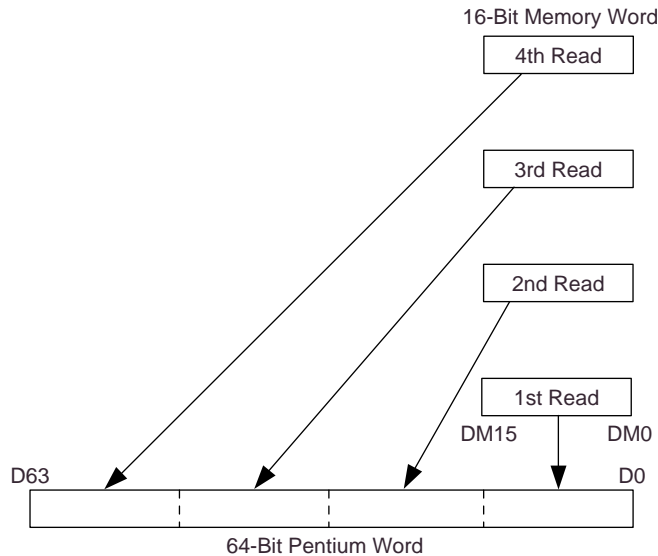 16-Bit Memory Word
4th Read
3rd Read
2nd Read
1st Read
DM15 DM0
D63 D0
64-Bit Pentium Word